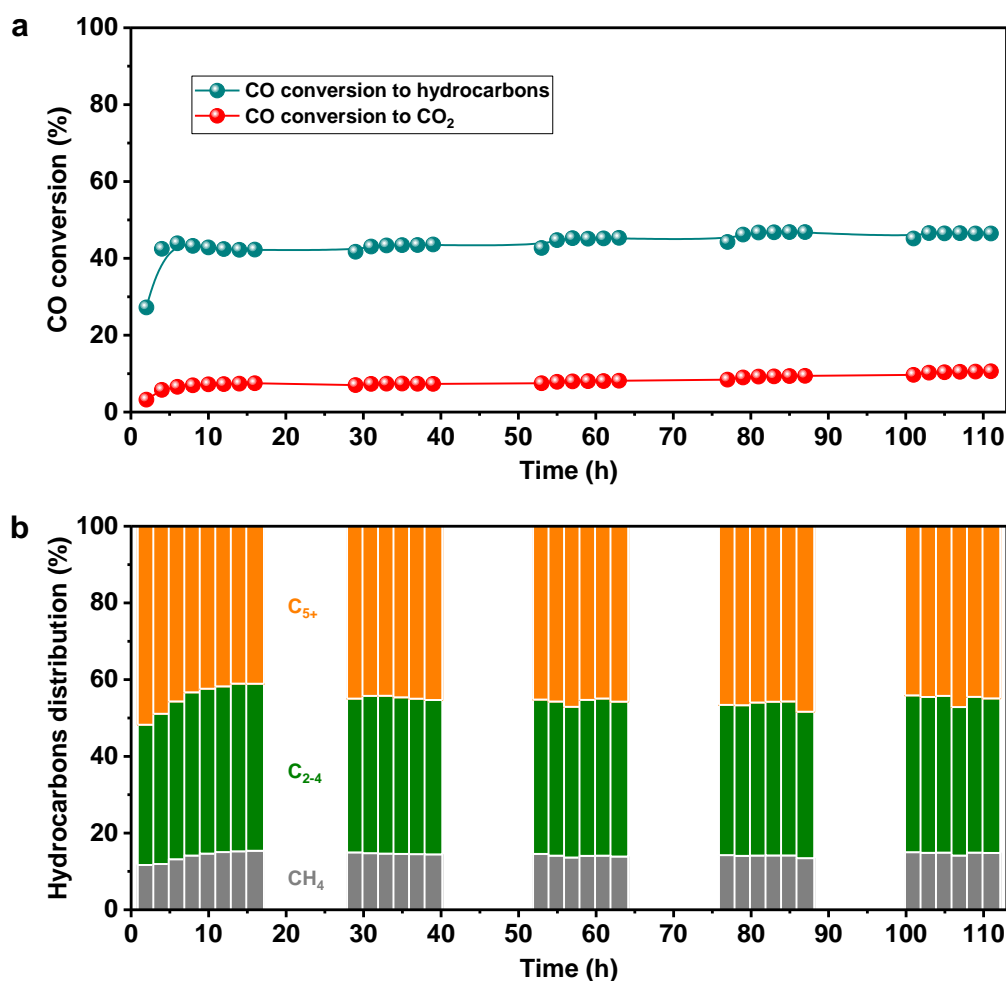 a
CO conversion (%)
100
80
60
40
20
0
CO conversion to hydrocarbons
CO conversion to CO₂
0 10 20 30 40 50 60 70 80 90 100 110
Time (h)
b
Hydrocarbons distribution (%)
100
80
60
40
20
0
C₅₊
C₂₋₄
CH₄
0 10 20 30 40 50 60 70 80 90 100 110
Time (h)